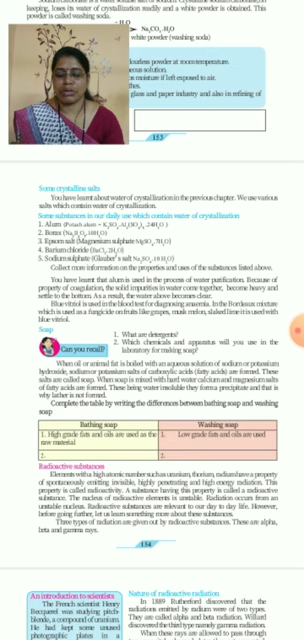 keeping, loses its water of crystallization readily and a white powder is obtained. This
powder is called washing soda.
- H₂O
Na₂CO₃.H₂O
white powder (washing soda)
lourless powder at room temperature.
eous solution.
s moisture if left exposed to air.
thes.
glass and paper industry and also in refining of
153
Some crystalline salts
You have learnt about water of crystallization in the previous chapter. We use various
salts which contain water of crystallization.
Some substances in our daily use which contain water of crystallization
1. Alum (Potash alum - K₂SO₄.Al₂(SO₄)₃ .24H₂O )
2. Borax (Na₂B₄O₇.10H₂O)
3. Epsom salt (Magnesium sulphate MgSO₄.7H₂O)
4. Barium chloride (BaCl₂.2H₂O)
5. Sodium sulphate (Glauber's salt Na₂SO₄.10 H₂O)
Collect more information on the properties and uses of the substances listed above.
You have learnt that alum is used in the process of water purification. Because of
property of coagulation, the solid impurities in water come together, become heavy and
settle to the bottom. As a result, the water above becomes clear.
Blue vitriol is used in the blood test for diagnosing anaemia. In the Bordeaux mixture
which is used as a fungicide on fruits like grapes, musk melon, slaked lime it is used with
blue vitriol.
Soap
Can you recall?
1. What are detergents?
2. Which chemicals and apparatus will you use in the
laboratory for making soap?
When oil or animal fat is boiled with an aqueous solution of sodium or potassium
hydroxide, sodium or potassium salts of carboxylic acids (fatty acids) are formed. These
salts are called soap. When soap is mixed with hard water calcium and magnesium salts
of fatty acids are formed. These being water insoluble they form a precipitate and that is
why lather is not formed.
Complete the table by writing the differences between bathing soap and washing
soap
Bathing soap
Washing soap
1. High grade fats and oils are used as the
raw material
1. Low grade fats and oils are used
2.
2.
Radioactive substances
Elements with a high atomic number such as uranium, thorium, radium have a property
of spontaneously emitting invisible, highly penetrating and high energy radiation. This
property is called radioactivity. A substance having this property is called a radioactive
substance. The nucleus of radioactive elements is unstable. Radiation occurs from an
unstable nucleus. Radioactive substances are relevant to our day to day life. However,
before going further, let us learn something more about these substances.
Three types of radiation are given out by radioactive substances. These are alpha,
beta and gamma rays.
154
An introduction to scientists
The French scientist Henry
Becquerel was studying pitch
blende, a compound of uranium.
He had kept some unused
photographic plates in a
Nature of radioactive radiation
In 1889 Rutherford discovered that the
radiations emitted by radium were of two types.
They are called alpha and beta radiation. Willard
discovered the third type namely gamma radiation.
When these rays are allowed to pass through